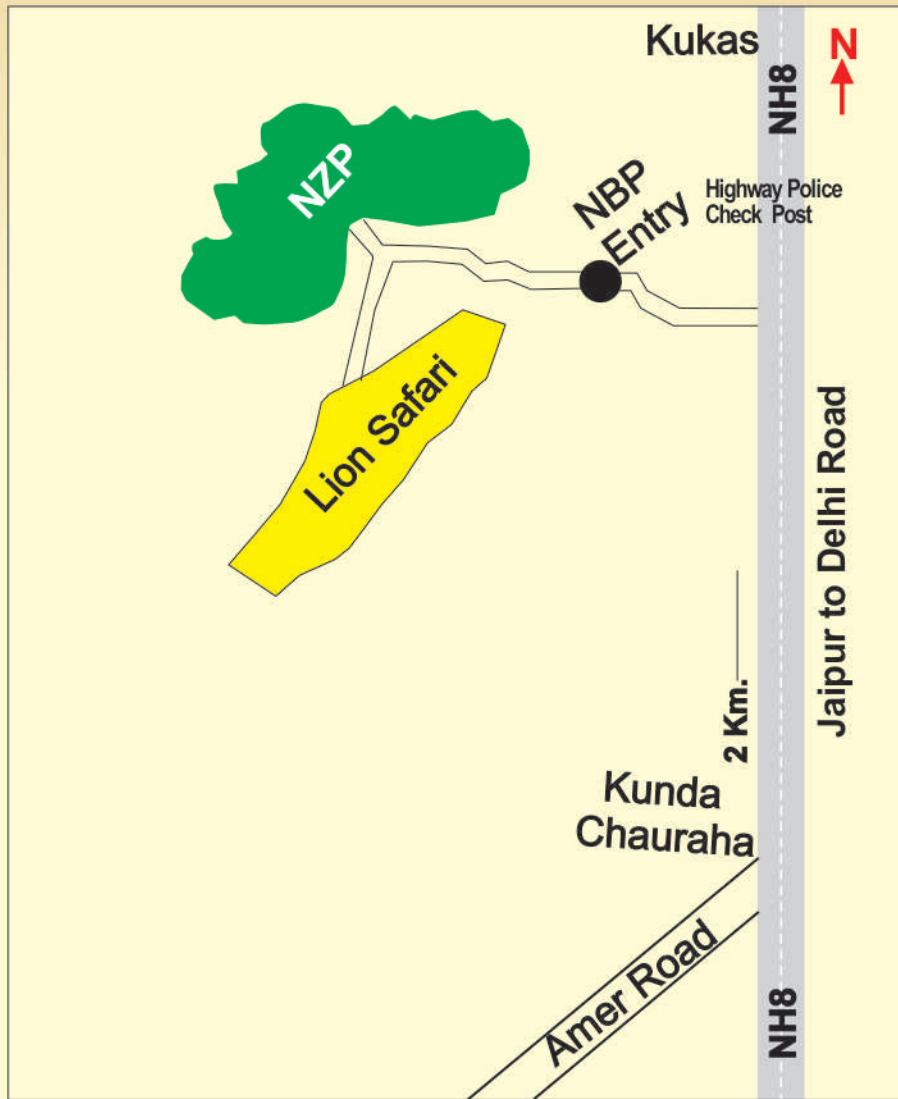 Kukas
N
NH8
NZP
NBP
Entry
Highway Police
Check Post
Lion Safari
Jaipur to Delhi Road
2 Km.
Kunda
Chauraha
Amer Road
NH8